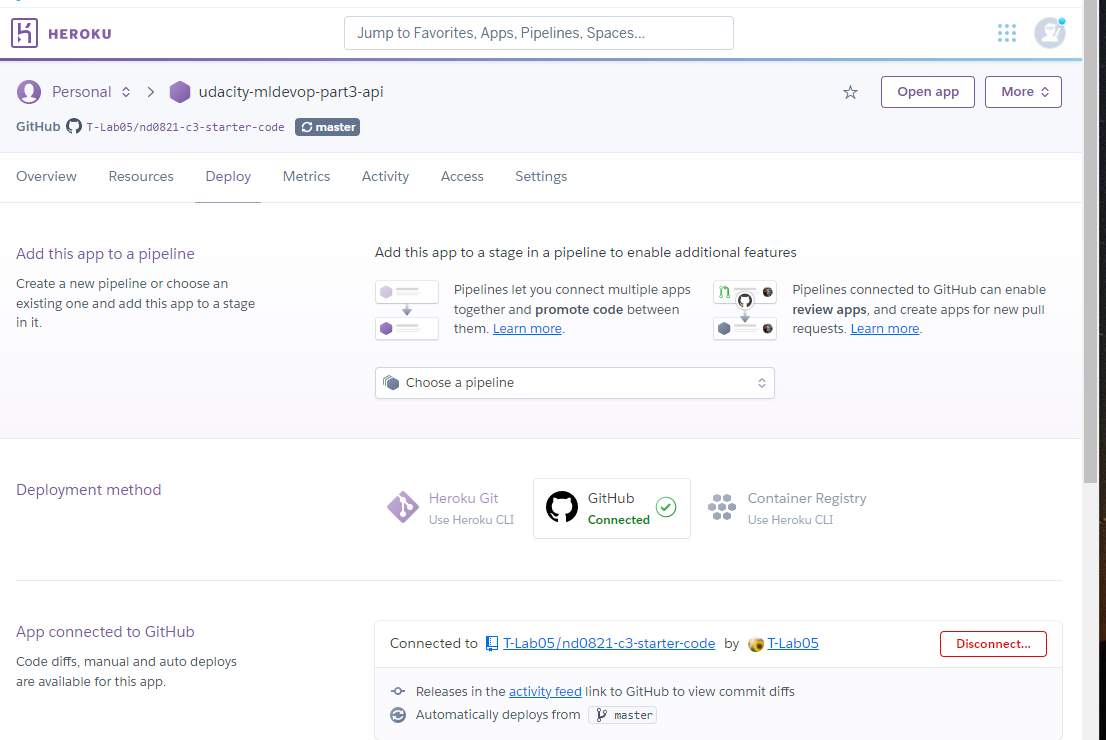 HEROKU
Jump to Favorites, Apps, Pipelines, Spaces...
Personal
udacity-mldevop-part3-api
Open app
More
GitHub T-Lab05/nd0821-c3-starter-code master
Overview Resources Deploy Metrics Activity Access Settings
Add this app to a pipeline
Create a new pipeline or choose an
existing one and add this app to a stage
in it.
Add this app to a stage in a pipeline to enable additional features
Pipelines let you connect multiple apps
together and promote code between
them. Learn more.
Pipelines connected to GitHub can enable
review apps, and create apps for new pull
requests. Learn more.
Choose a pipeline
Deployment method
Heroku Git
Use Heroku CLI
GitHub
Connected
Container Registry
Use Heroku CLI
App connected to GitHub
Code diffs, manual and auto deploys
are available for this app.
Connected to T-Lab05/nd0821-c3-starter-code by T-Lab05
Disconnect...
Releases in the activity feed link to GitHub to view commit diffs
Automatically deploys from master